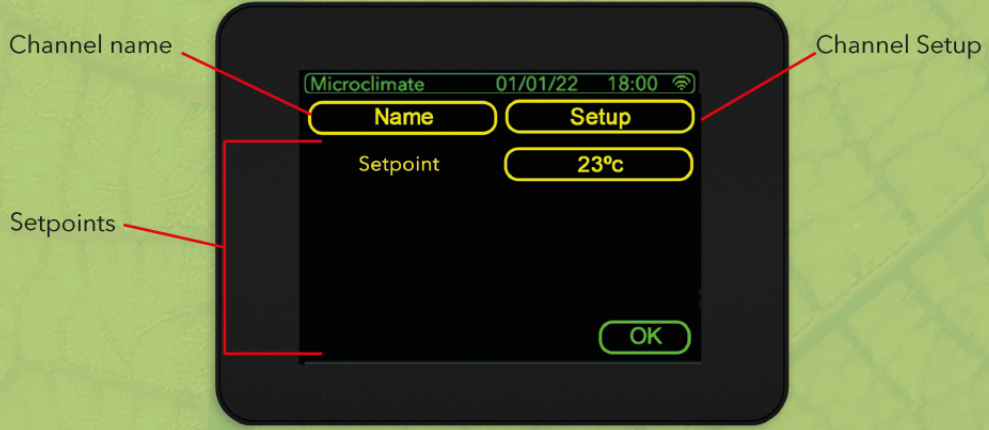 Channel name
Channel Setup
Microclimate 01/01/22 18:00
Name Setup
Setpoint 23ºc
Setpoints
OK